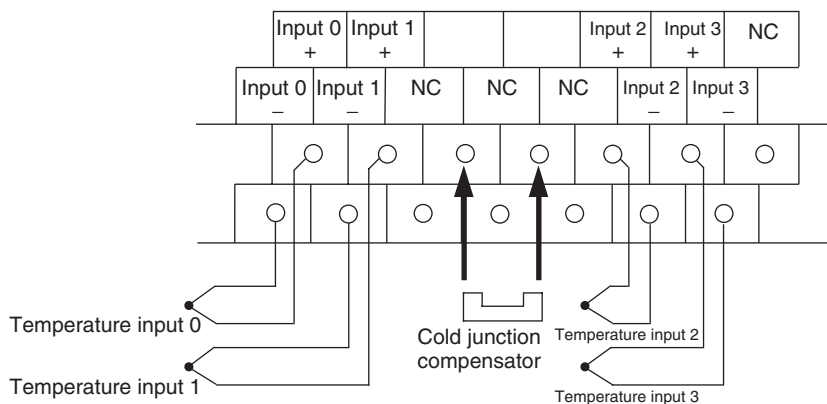 Input 0 Input 1 Input 2 Input 3 NC
+ + + +
Input 0 Input 1 NC NC NC Input 2 Input 3
– – – –
Temperature input 0
Cold junction
compensator
Temperature input 2
Temperature input 1
Temperature input 3